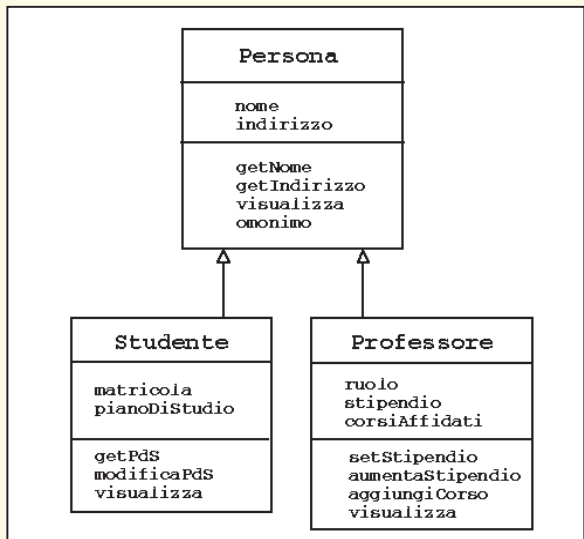 Persona
nome
indirizzo
getNome
getIndirizzo
visualizza
omonimo
Studente
matricola
pianoDiStudio
getPdS
modificaPdS
visualizza
Professore
ruolo
stipendio
corsiAffidati
setStipendio
aumentaStipendio
aggiungiCorso
visualizza